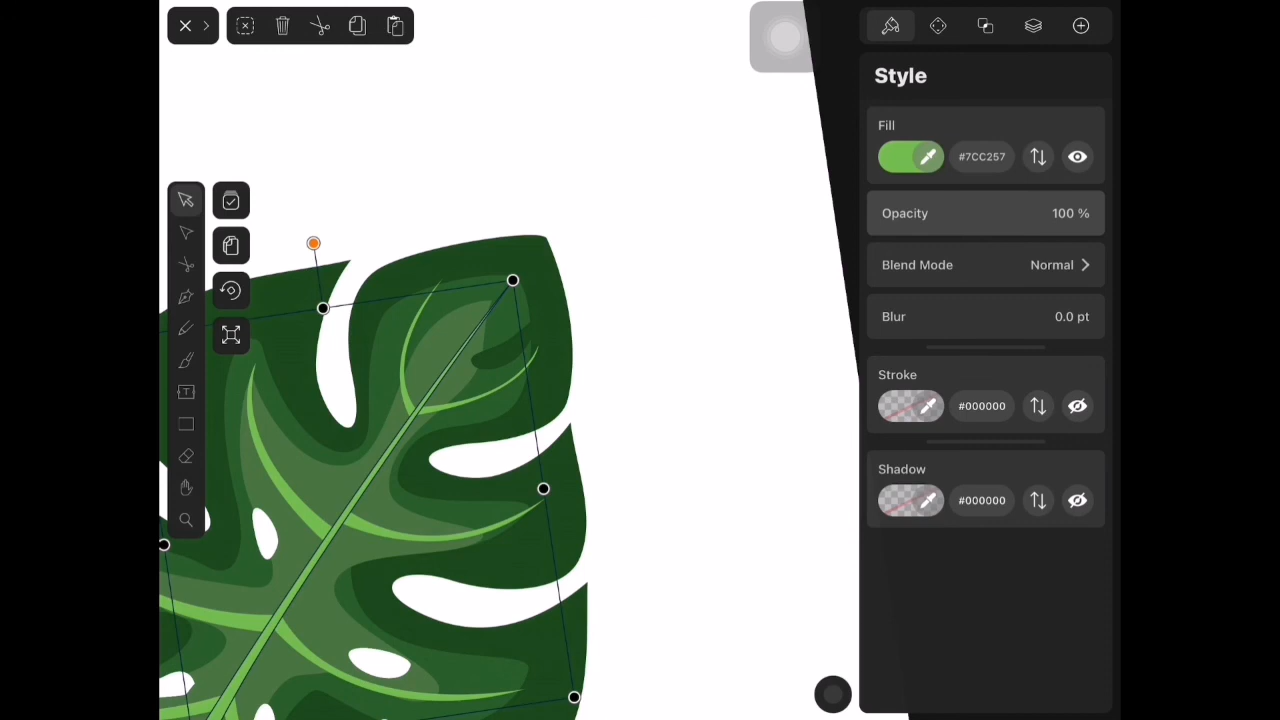 Style
Fill
#7CC257
Opacity 100 %
Blend Mode Normal
Blur 0.0 pt
Stroke
#000000
Shadow
#000000
T